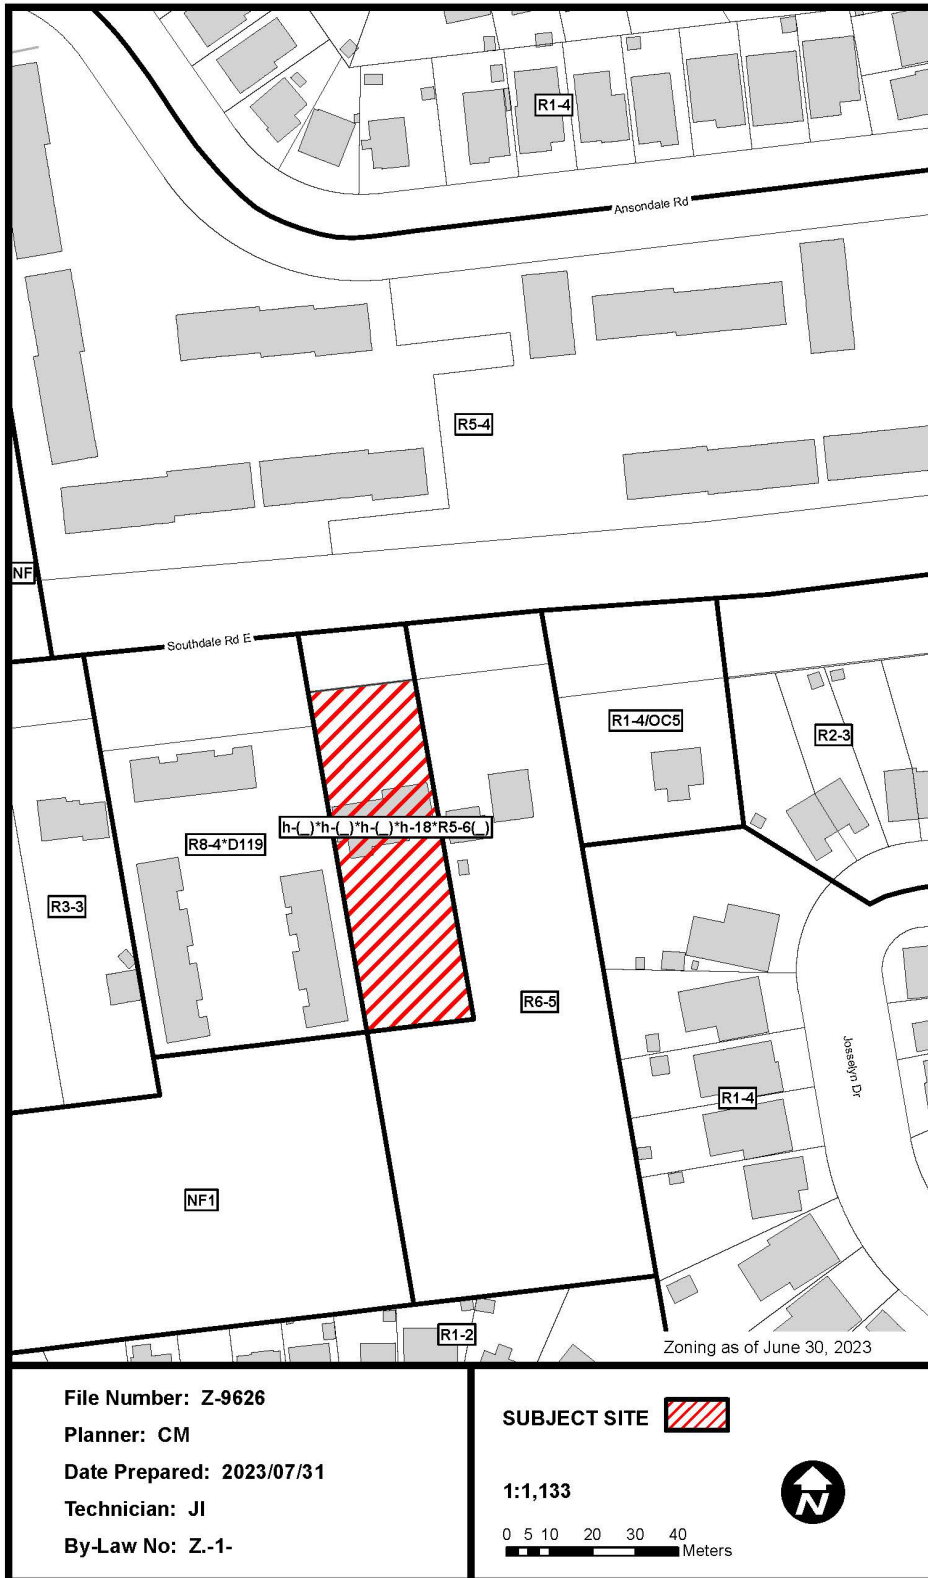 R1-4
Ansondale Rd
R5-4
NF
Southdale Rd E
R1-4/OC5
R2-3
h-(_)*h-(_)*h-(_)*h-18*R5-6(_)
R8-4*D119
R3-3
R6-5
Josselyn Dr
R1-4
NF1
R1-2
Zoning as of June 30, 2023
File Number: Z-9626
Planner: CM
Date Prepared: 2023/07/31
Technician: JI
By-Law No: Z.-1-
SUBJECT SITE
1:1,133
N
0 5 10 20 30 40
Meters